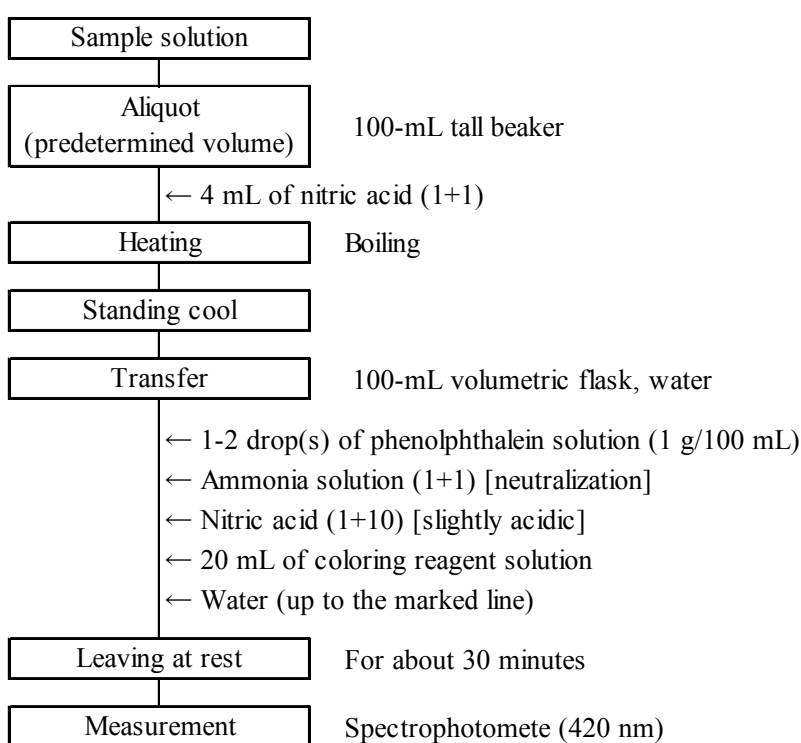 Sample solution
Aliquot
(predetermined volume)
100-mL tall beaker
← 4 mL of nitric acid (1+1)
Heating
Boiling
Standing cool
Transfer
100-mL volumetric flask, water
← 1-2 drop(s) of phenolphthalein solution (1 g/100 mL)
← Ammonia solution (1+1) [neutralization]
← Nitric acid (1+10) [slightly acidic]
← 20 mL of coloring reagent solution
← Water (up to the marked line)
Leaving at rest
For about 30 minutes
Measurement
Spectrophotomete (420 nm)